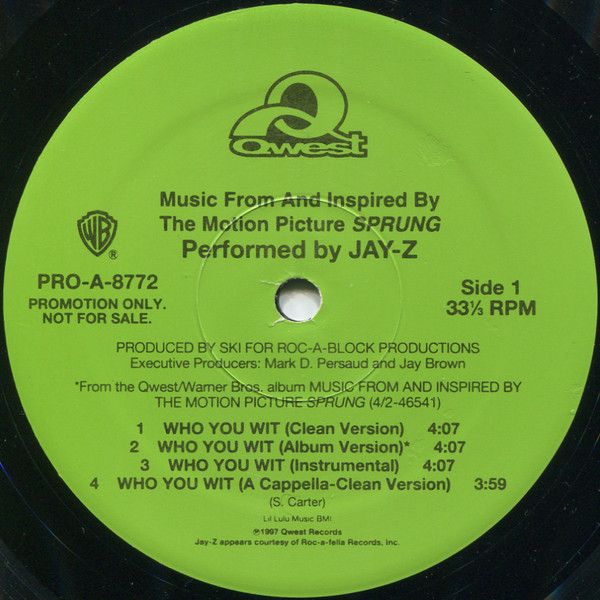 Qwest
Music From And Inspired By
The Motion Picture SPRUNG
Performed by JAY-Z
WB
®
PRO-A-8772
PROMOTION ONLY.
NOT FOR SALE.
Side 1
33⅓ RPM
PRODUCED BY SKI FOR ROC-A-BLOCK PRODUCTIONS
Executive Producers: Mark D. Persaud and Jay Brown
*From the Qwest/Warner Bros. album MUSIC FROM AND INSPIRED BY
THE MOTION PICTURE SPRUNG (4/2-46541)
1 WHO YOU WIT (Clean Version) 4:07
2 WHO YOU WIT (Album Version)* 4:07
3 WHO YOU WIT (Instrumental) 4:07
4 WHO YOU WIT (A Cappella-Clean Version) 3:59
(S. Carter)
Lil Lulu Music BMI
℗1997 Qwest Records
Jay-Z appears courtesy of Roc-a-fella Records, Inc.